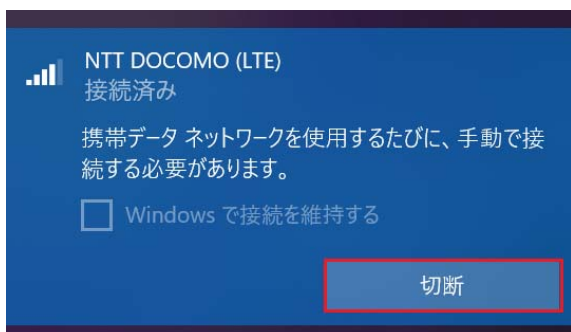 NTT DOCOMO (LTE)
接続済み
携帯データ ネットワークを使用するたびに、手動で接
続する必要があります。
Windows で接続を維持する
切断